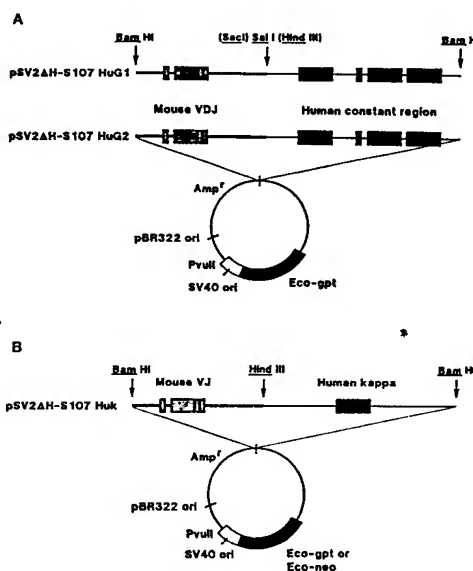 A
Bam HI
(SacI) Sal I (Hind III)
Bam H
pSV2ΔH-S107 HuG1
Mouse VDJ
Human constant region
pSV2ΔH-S107 HuG2
Amp r
pBR322 ori
PvuII
SV40 ori
Eco-gpt
B
Bam HI
Hind III
Bam H
Mouse VJ
Human kappa
pSV2ΔH-S107 Huk
Amp r
pBR322 ori
PvuII
SV40 ori
Eco-gpt or
Eco-neo